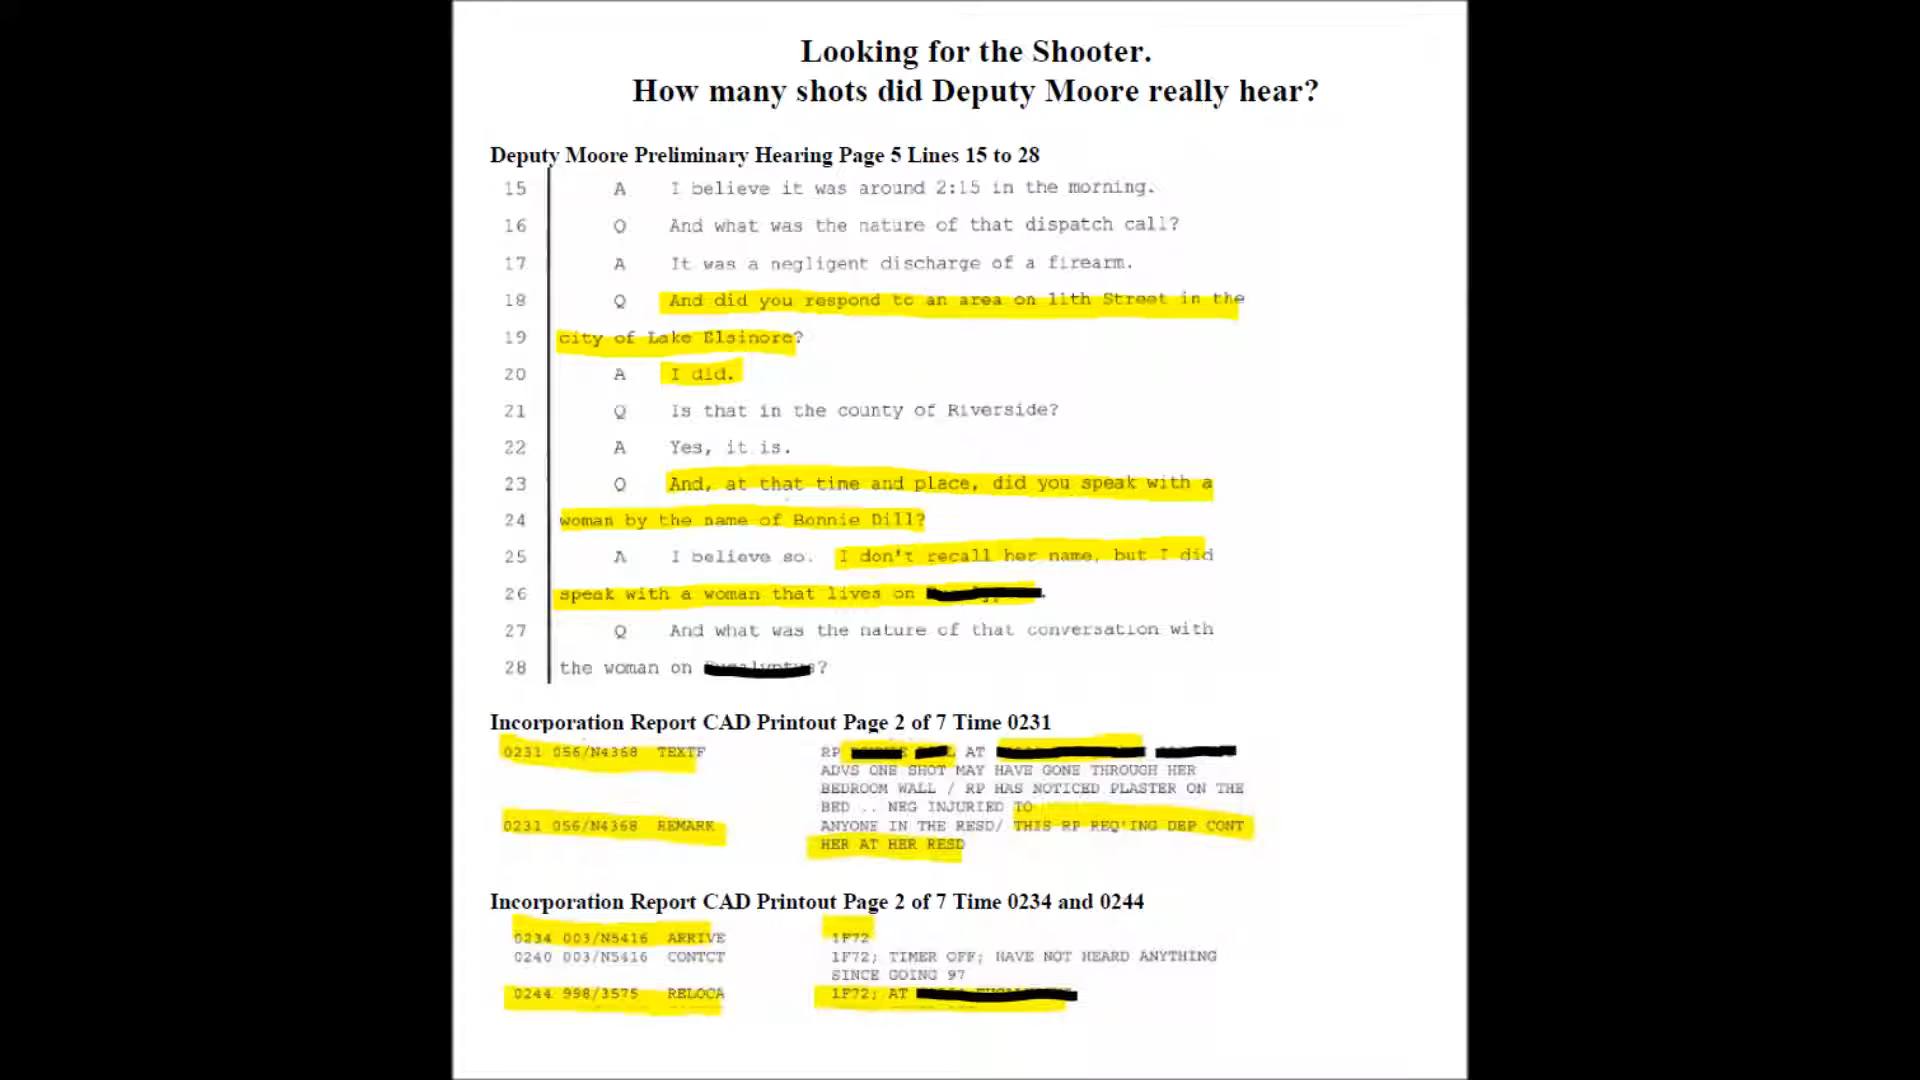 Looking for the Shooter.
How many shots did Deputy Moore really hear?
Deputy Moore Preliminary Hearing Page 5 Lines 15 to 28
15 A I believe it was around 2:15 in the morning.
16 Q And what was the nature of that dispatch call?
17 A It was a negligent discharge of a firearm.
18 Q And did you respond to an area on 11th Street in the
19 city of Lake Elsinore?
20 A I did.
21 Q Is that in the county of Riverside?
22 A Yes, it is.
23 Q And, at that time and place, did you speak with a
24 woman by the name of Bonnie Dill?
25 A I believe so. I don't recall her name, but I did
26 speak with a woman that lives on
27 Q And what was the nature of that conversation with
28 the woman on ?
Incorporation Report CAD Printout Page 2 of 7 Time 0231
0231 056/N4368 TEXTF RP AT
ADVS ONE SHOT MAY HAVE GONE THROUGH HER
BEDROOM WALL / RP HAS NOTICED PLASTER ON THE
BED .. NEG INJURIED TO
0231 056/N4368 REMARK ANYONE IN THE RESD/ THIS RP REQ'ING DEP CONT
HER AT HER RESD
Incorporation Report CAD Printout Page 2 of 7 Time 0234 and 0244
0234 003/N5416 ARRIVE 1F72
0240 003/N5416 CONTCT 1F72; TIMER OFF; HAVE NOT HEARD ANYTHING
SINCE GOING 97
0244 998/3575 RELOCA 1F72; AT